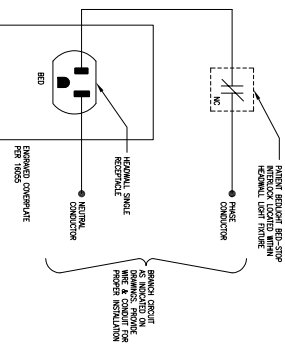 PATIENT BEDLIGHT BED-STOP
INTERLOCK LOCATED WITHIN
HEADWALL LIGHT FIXTURE
NC
PHASE
CONDUCTOR
BED
HEADWALL SINGLE
RECEPTACLE
NEUTRAL
CONDUCTOR
ENGRAVED COVERPLATE
PER 16055
BRANCH CIRCUIT
AS INDICATED ON
DRAWINGS. PROVIDE
WIRE & CONDUIT FOR
PROPER INSTALLATION